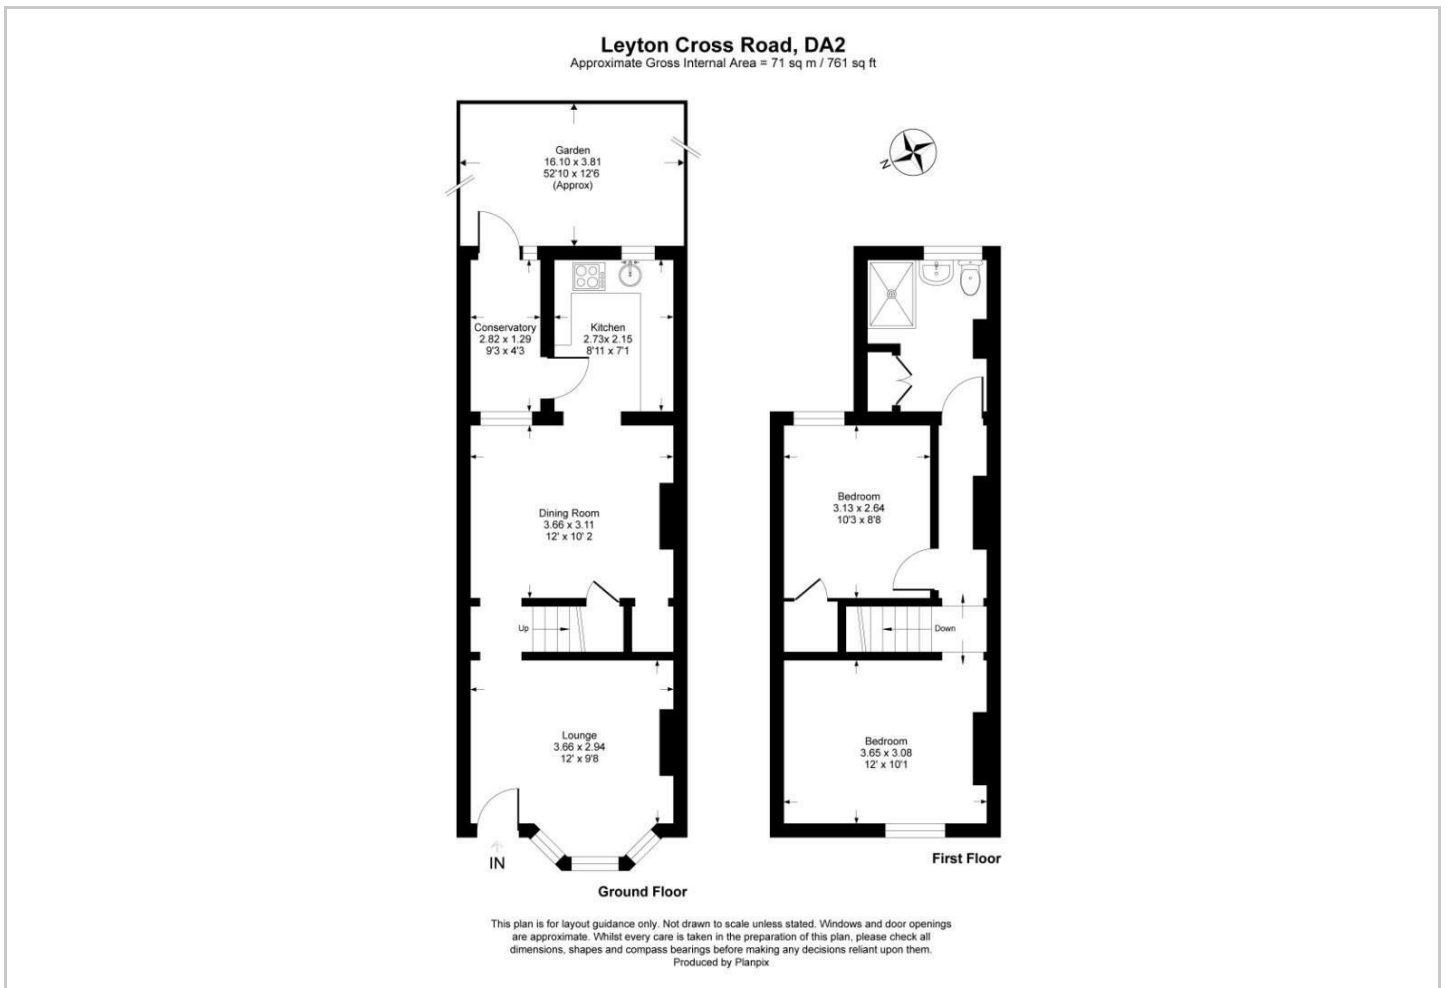 Leyton Cross Road, DA2
Approximate Gross Internal Area = 71 sq m / 761 sq ft
Garden
16.10 x 3.81
52'10 x 12'6
(Approx)
N
Conservatory
2.82 x 1.29
9'3 x 4'3
Kitchen
2.73x 2.15
8'11 x 7'1
Dining Room
3.66 x 3.11
12' x 10' 2
Bedroom
3.13 x 2.64
10'3 x 8'8
Up
Down
Lounge
3.66 x 2.94
12' x 9'8
Bedroom
3.65 x 3.08
12' x 10'1
IN
First Floor
Ground Floor
This plan is for layout guidance only. Not drawn to scale unless stated. Windows and door openings
are approximate. Whilst every care is taken in the preparation of this plan, please check all
dimensions, shapes and compass bearings before making any decisions reliant upon them.
Produced by Planpix